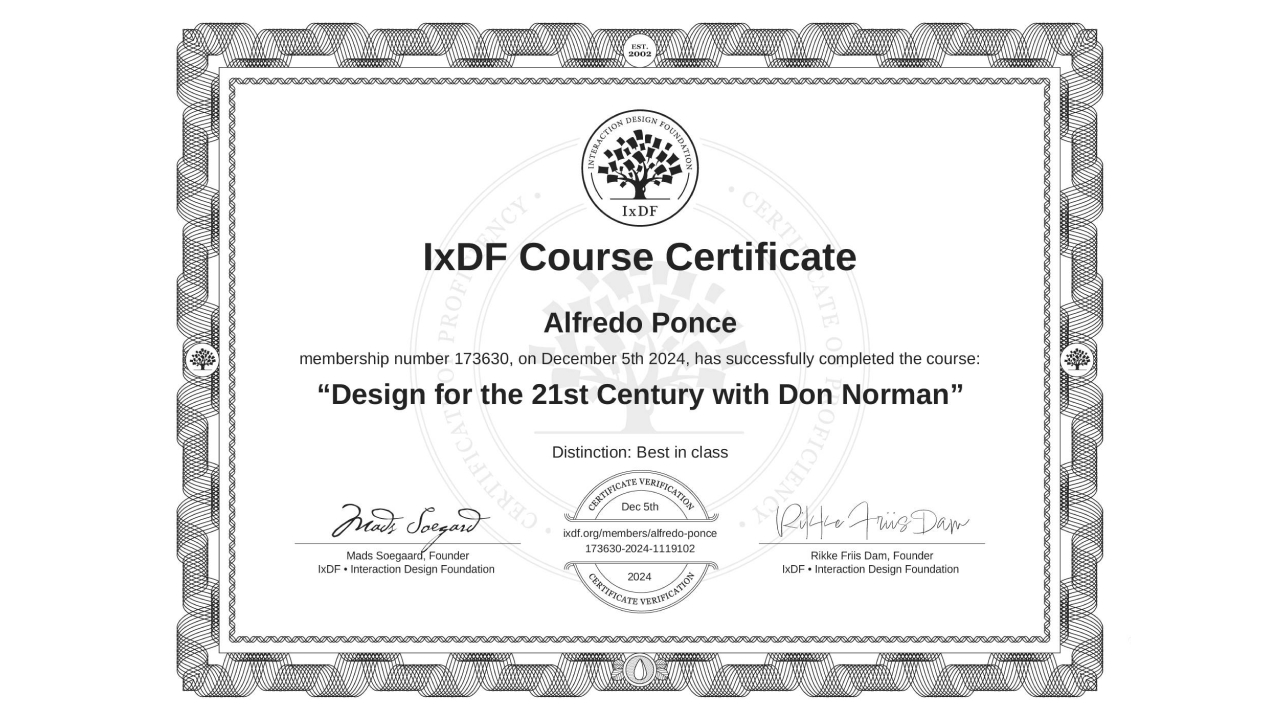 EST.
2002
INTERACTION DESIGN FOUNDATION
IxDF
• CERTIFICATE OF PROFICIENCY •
• CERTIFICATE OF PROFICIENCY •
IxDF Course Certificate
Alfredo Ponce
membership number 173630, on December 5th 2024, has successfully completed the course:
“Design for the 21st Century with Don Norman”
Distinction: Best in class
CERTIFICATE VERIFICATION
Dec 5th
ixdf.org/members/alfredo-ponce
173630-2024-1119102
2024
CERTIFICATE VERIFICATION
Mads Soegaard
Mads Soegaard, Founder
IxDF • Interaction Design Foundation
Rikke Friis Dam
Rikke Friis Dam, Founder
IxDF • Interaction Design Foundation